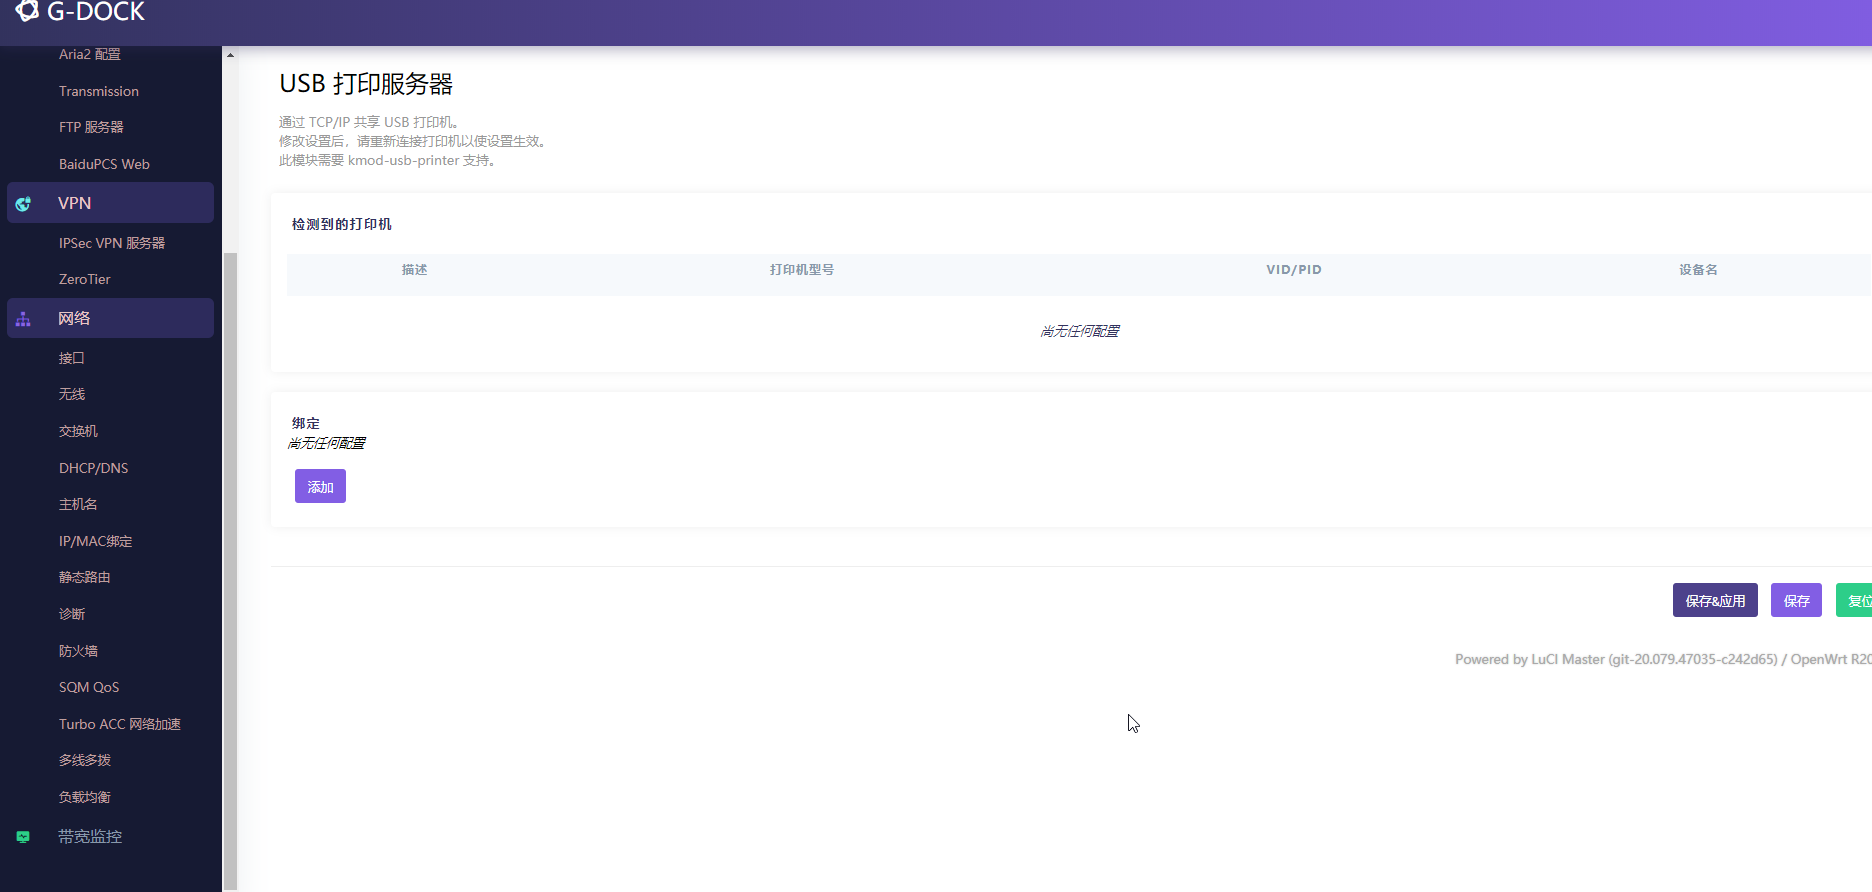 G-DOCK
Aria2 配置
Transmission
FTP 服务器
BaiduPCS Web
VPN
IPSec VPN 服务器
ZeroTier
网络
接口
无线
交换机
DHCP/DNS
主机名
IP/MAC绑定
静态路由
诊断
防火墙
SQM QoS
Turbo ACC 网络加速
多线多拨
负载均衡
带宽监控
USB 打印服务器
通过 TCP/IP 共享 USB 打印机。
修改设置后，请重新连接打印机以使设置生效。
此模块需要 kmod-usb-printer 支持。
检测到的打印机
描述 打印机型号 VID/PID 设备名
尚无任何配置
绑定
尚无任何配置
添加
保存&应用 保存 复位
Powered by LuCI Master (git-20.079.47035-c242d65) / OpenWrt R20